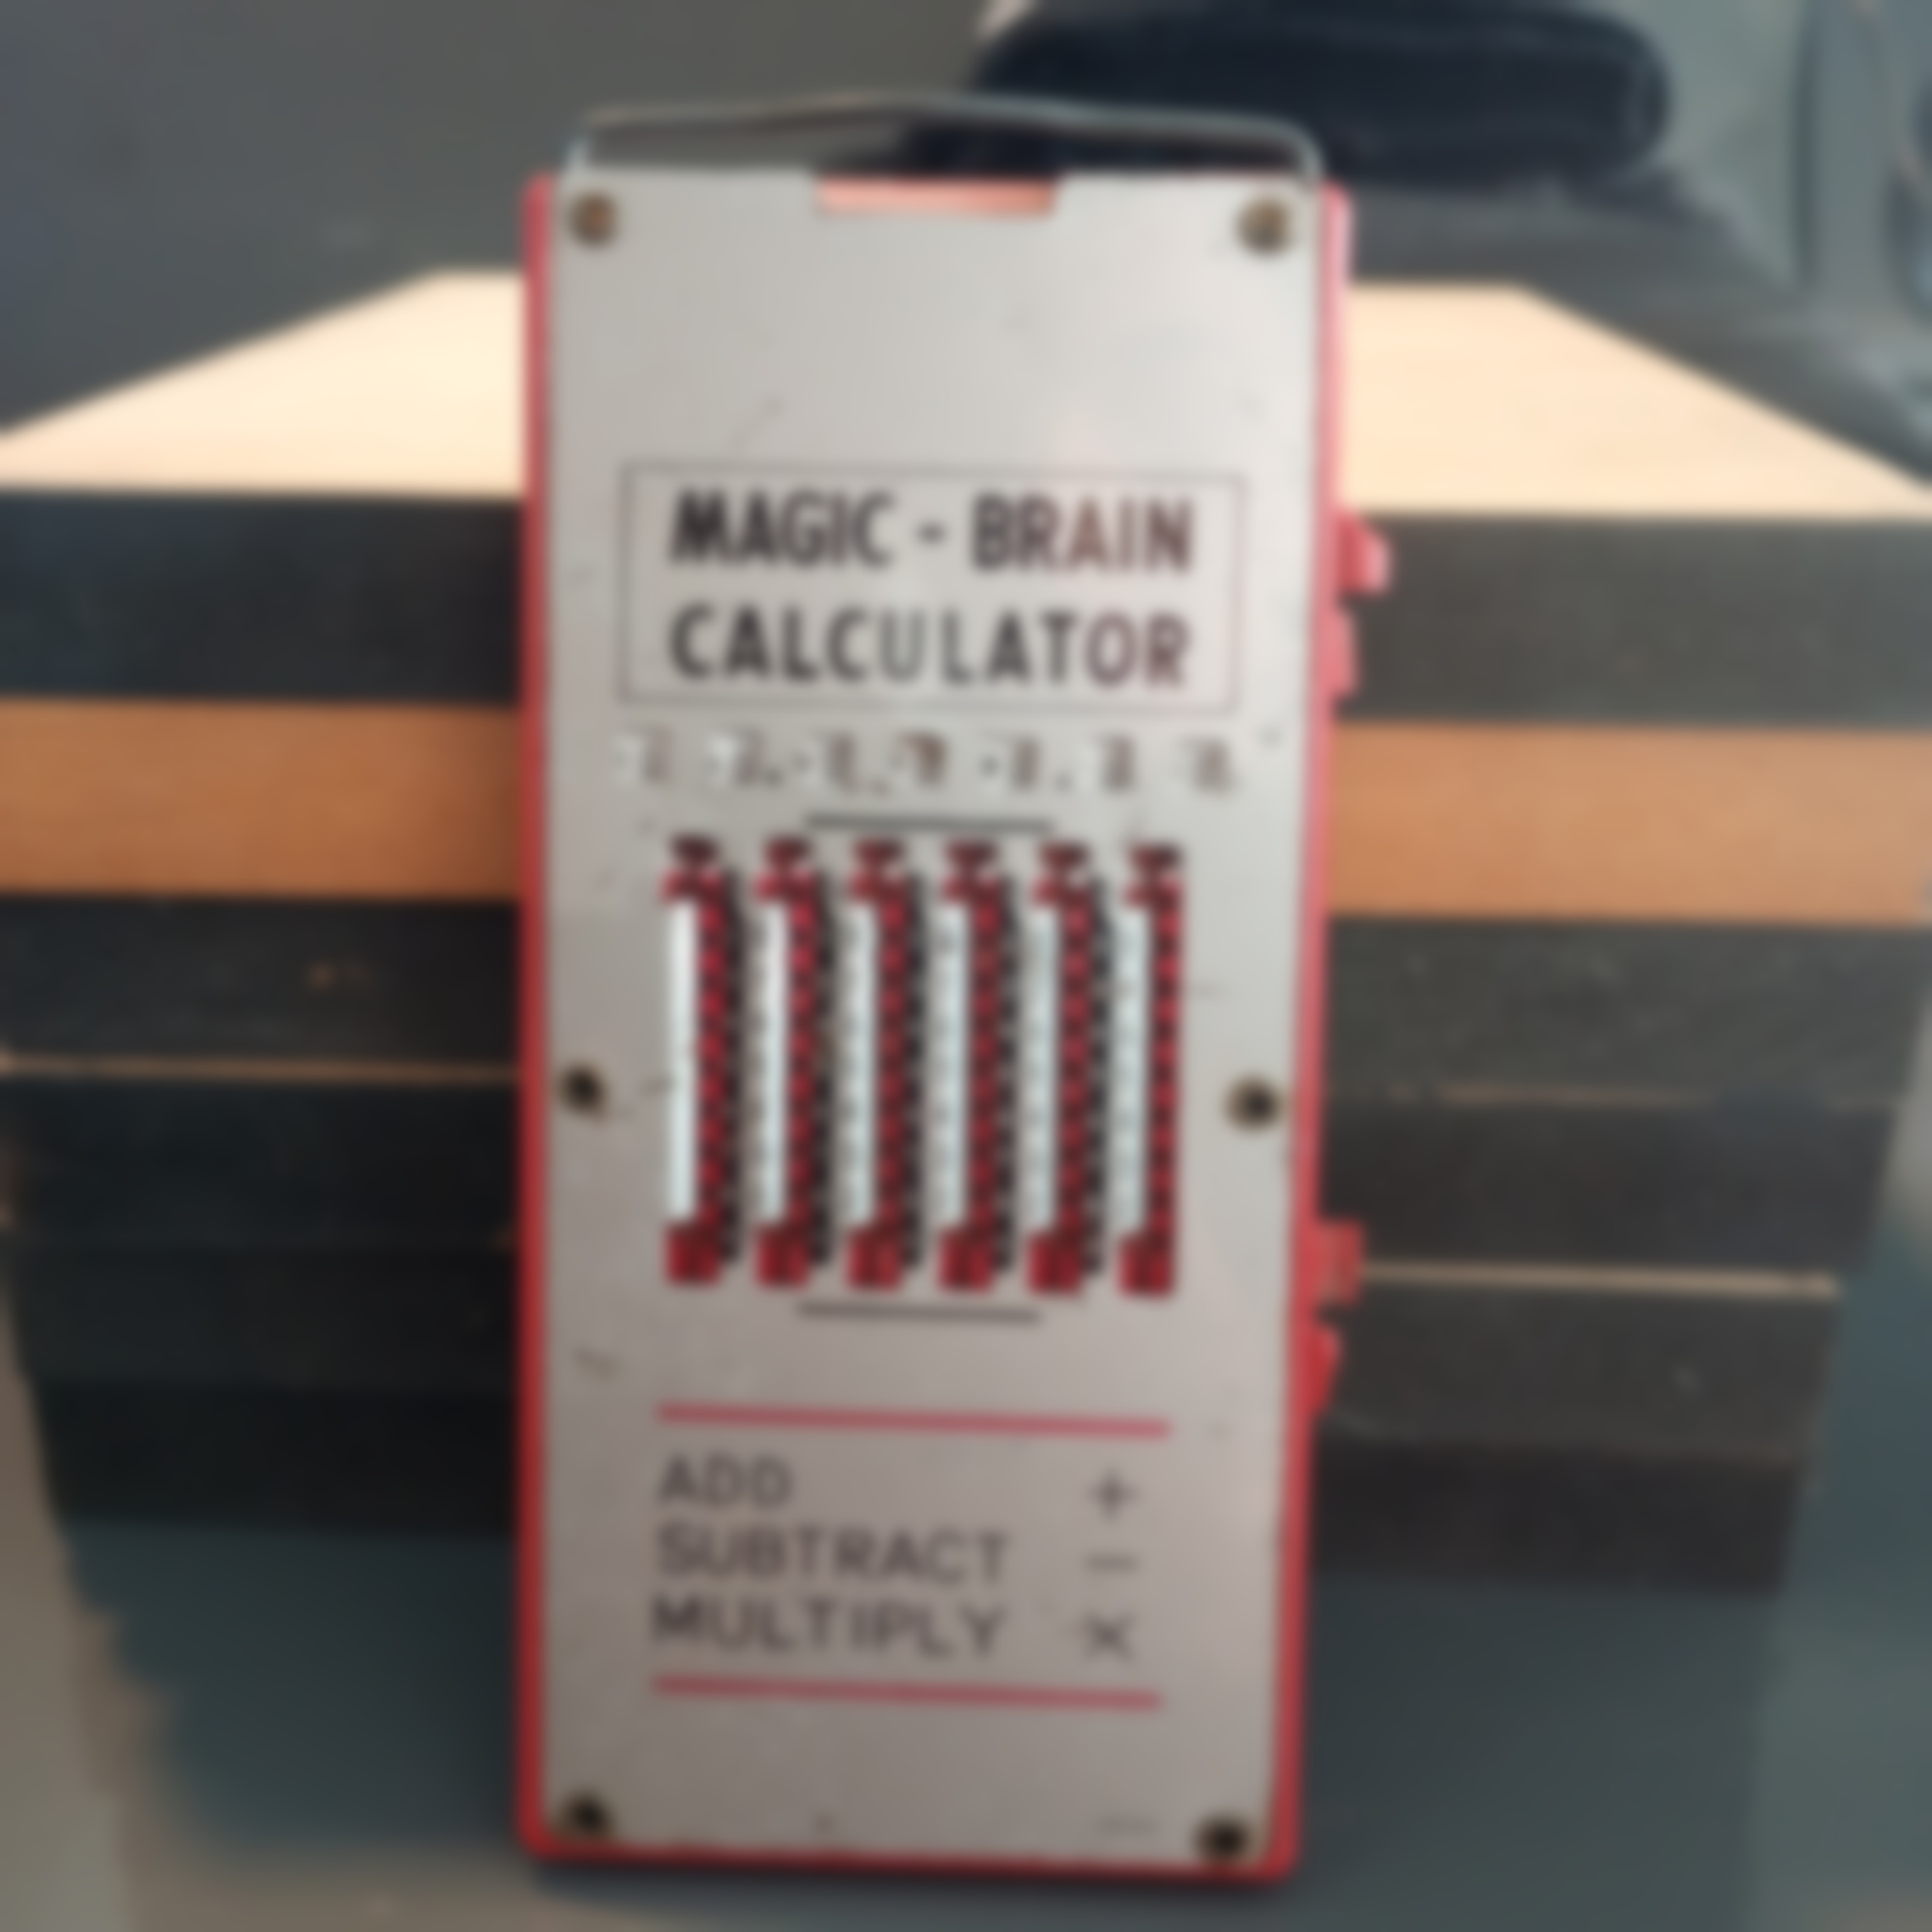 MAGIC - BRAIN
CALCULATOR
ADD +
SUBTRACT —
MULTIPLY ×